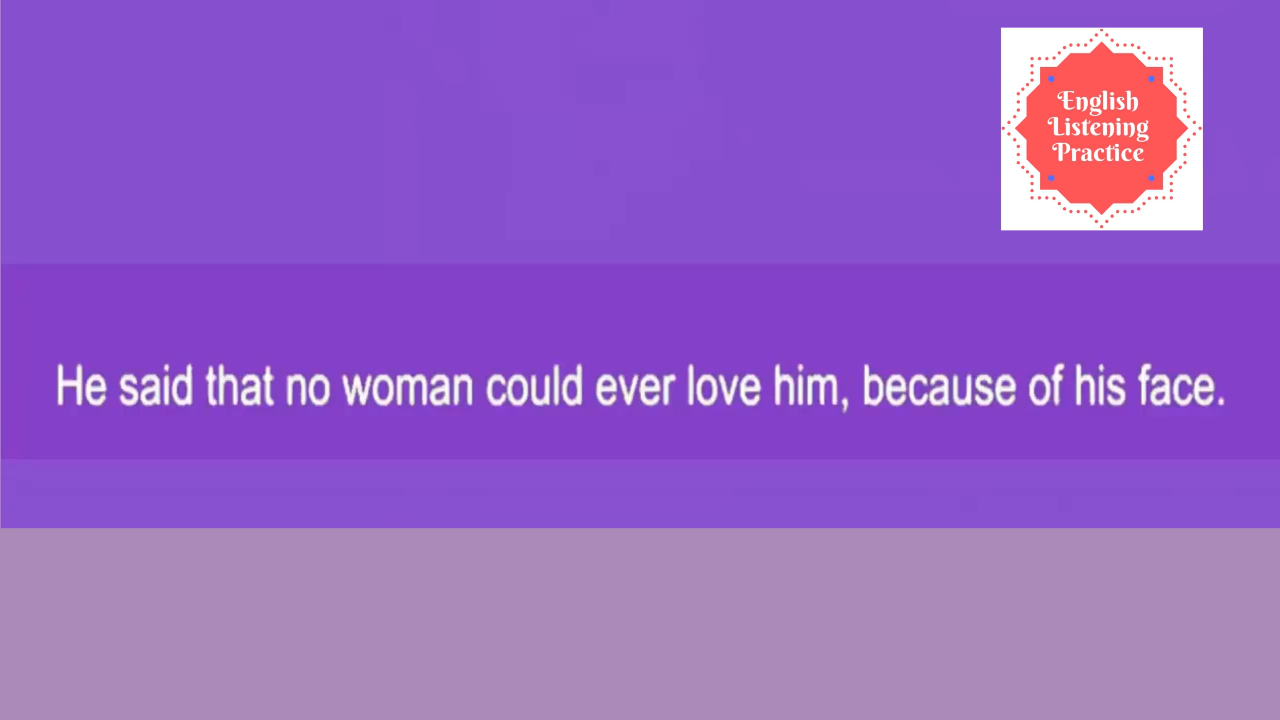 English
Listening
Practice
He said that no woman could ever love him, because of his face.